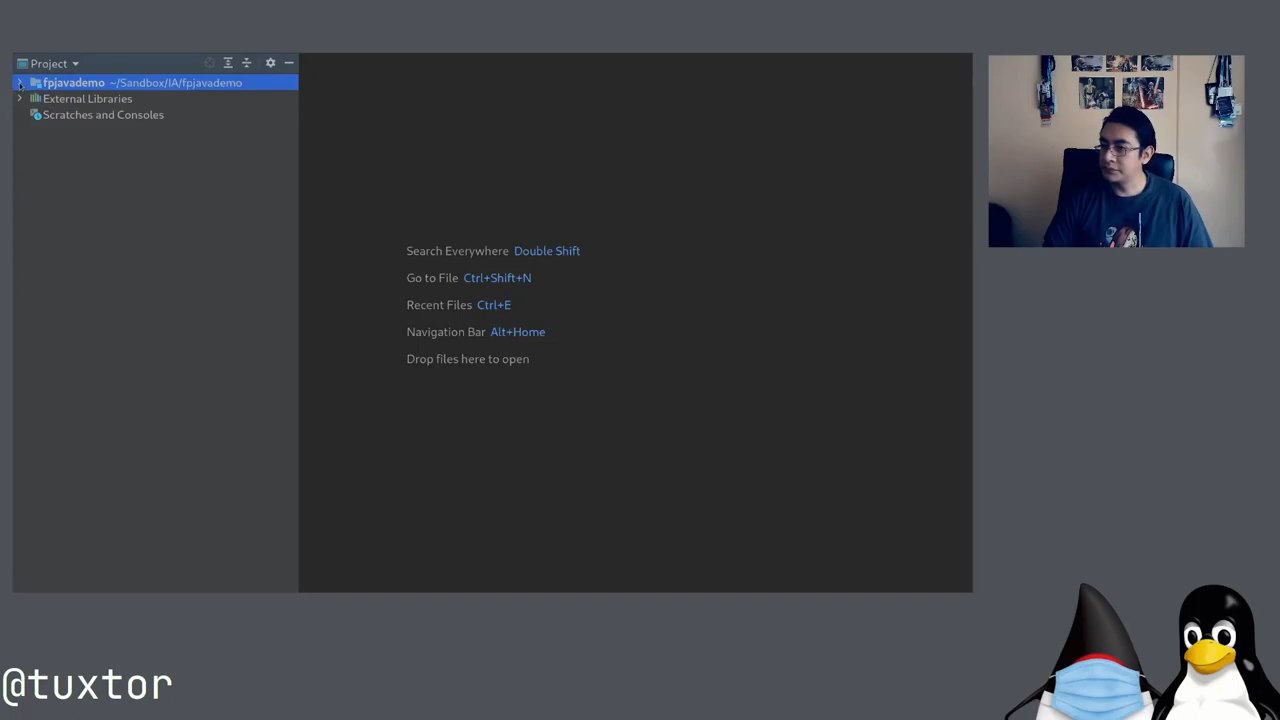 Project
fpjavademo ~/Sandbox/IA/fpjavademo
External Libraries
Scratches and Consoles
Search Everywhere Double Shift
Go to File Ctrl+Shift+N
Recent Files Ctrl+E
Navigation Bar Alt+Home
Drop files here to open
@tuxtor